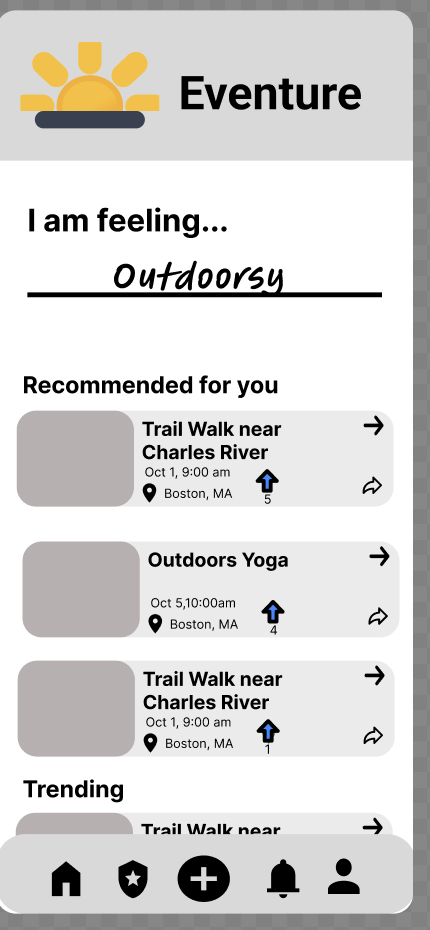 Eventure
I am feeling...
Outdoorsy
Recommended for you
Trail Walk near
Charles River
Oct 1, 9:00 am
Boston, MA
5
Outdoors Yoga
Oct 5,10:00am
Boston, MA
4
Trail Walk near
Charles River
Oct 1, 9:00 am
Boston, MA
1
Trending
Trail Walk near